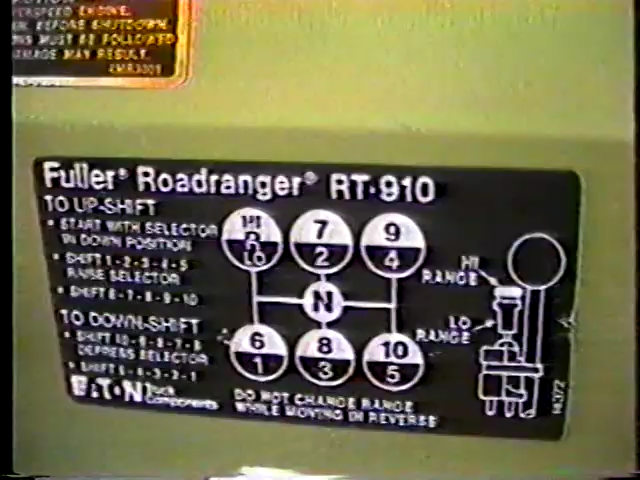 OVERSPEED ENGINE.
BEFORE SHUTDOWN.
MUST BE FOLLOWED
MAY RESULT.
Fuller® Roadranger® RT-910
TO UP-SHIFT
• START WITH SELECTOR
IN DOWN POSITION
• SHIFT 1-2-3-4-5
RAISE SELECTOR
• SHIFT 6-7-8-9-10
TO DOWN-SHIFT
• SHIFT 10-9-8-7-6
DEPRESS SELECTOR
• SHIFT 5-4-3-2-1
EATON Truck
Components
HI
R
LO
7
2
9
4
N
6
1
8
3
10
5
DO NOT CHANGE RANGE
WHILE MOVING IN REVERSE
HI
RANGE
LO
RANGE